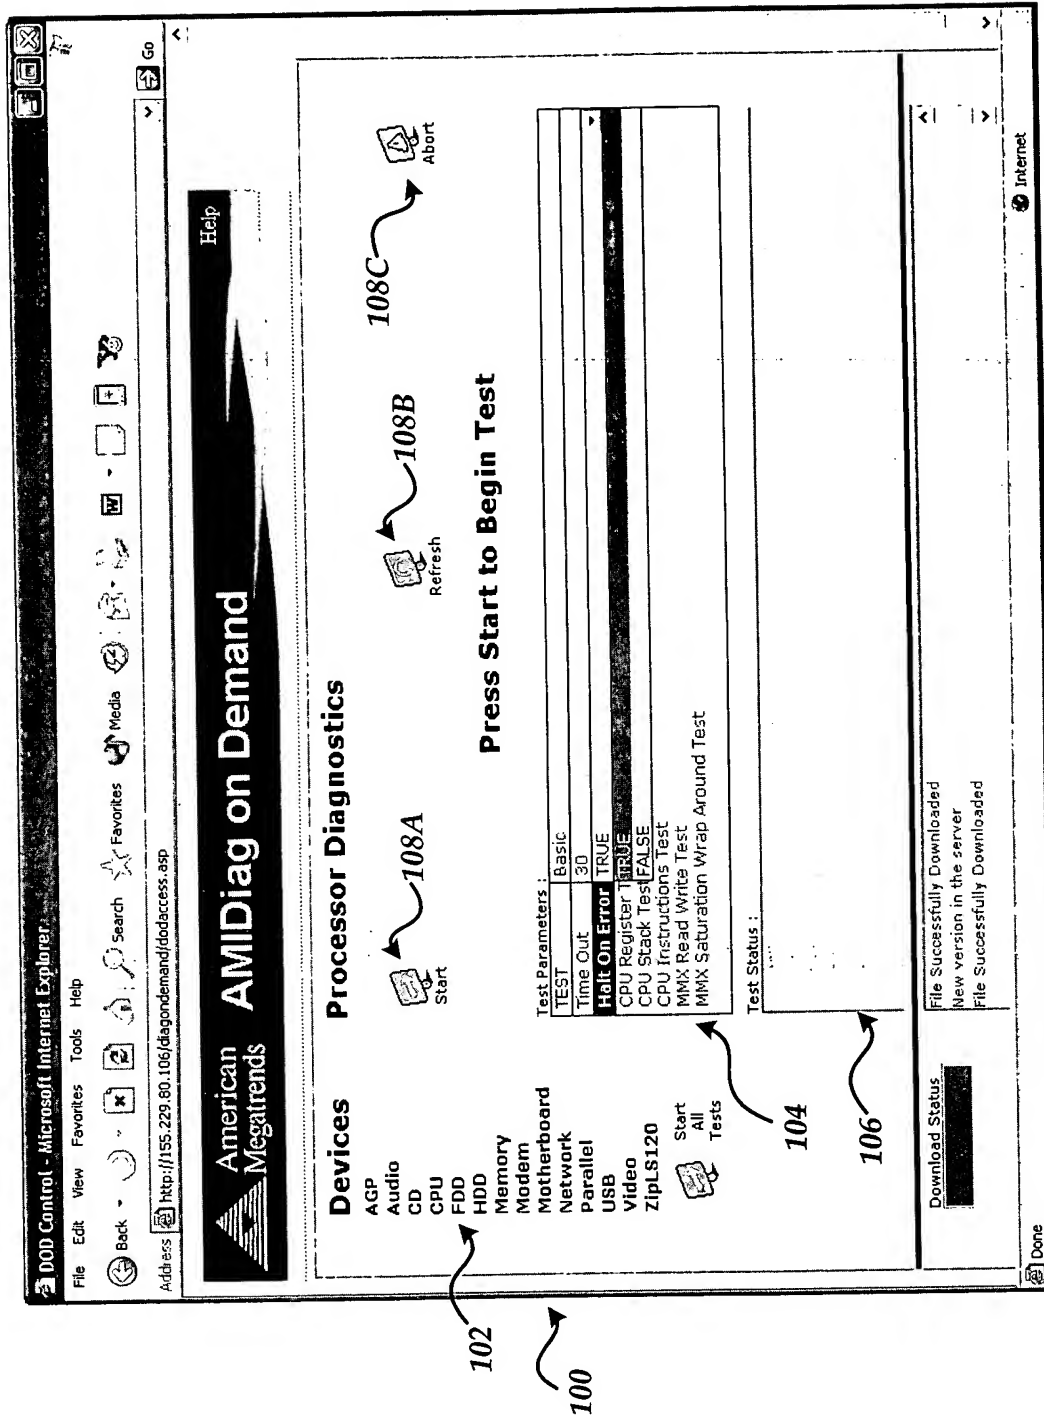 DOD Control - Microsoft Internet Explorer
File Edit View Favorites Tools Help
Back Search Favorites Media
Address http://155.229.80.106/diagondemand/dodaccess.asp Go
American
Megatrends
AMIDiag on Demand
Help
Devices
AGP
Audio
CD
CPU
FDD
HDD
Memory
Modem
Motherboard
Network
Parallel
USB
Video
ZipLS120
Start
All
Tests
Processor Diagnostics
Start
Refresh
Abort
108A
108B
108C
Press Start to Begin Test
Test Parameters :
TEST Basic
Time Out 30
Halt On Error TRUE
CPU Register T TRUE
CPU Stack Test FALSE
CPU Instructions Test
MMX Read Write Test
MMX Saturation Wrap Around Test
Test Status :
102
104
106
100
Download Status
File Successfully Downloaded
New version in the server
File Successfully Downloaded
Done
Internet